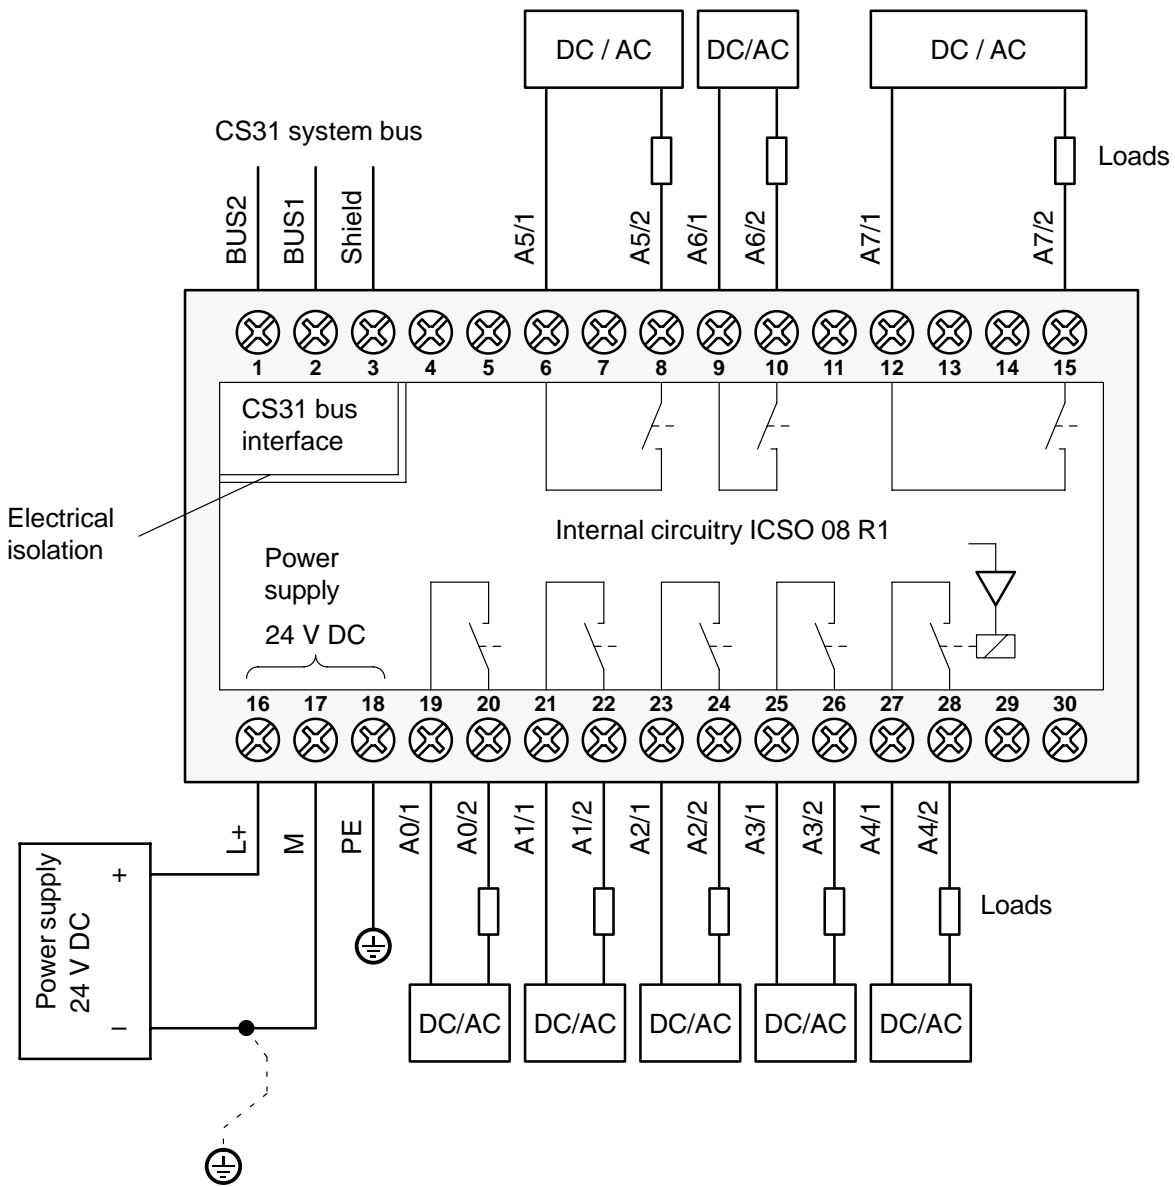 DC / AC
DC/AC
DC / AC
CS31 system bus
Loads
BUS2
BUS1
Shield
A5/1
A5/2
A6/1
A6/2
A7/1
A7/2
1 2 3 4 5 6 7 8 9 10 11 12 13 14 15
CS31 bus
interface
Electrical
isolation
Internal circuitry ICSO 08 R1
Power
supply
24 V DC
16 17 18 19 20 21 22 23 24 25 26 27 28 29 30
L+
M
PE
A0/1
A0/2
A1/1
A1/2
A2/1
A2/2
A3/1
A3/2
A4/1
A4/2
Power supply
24 V DC
+
–
Loads
DC/AC
DC/AC
DC/AC
DC/AC
DC/AC